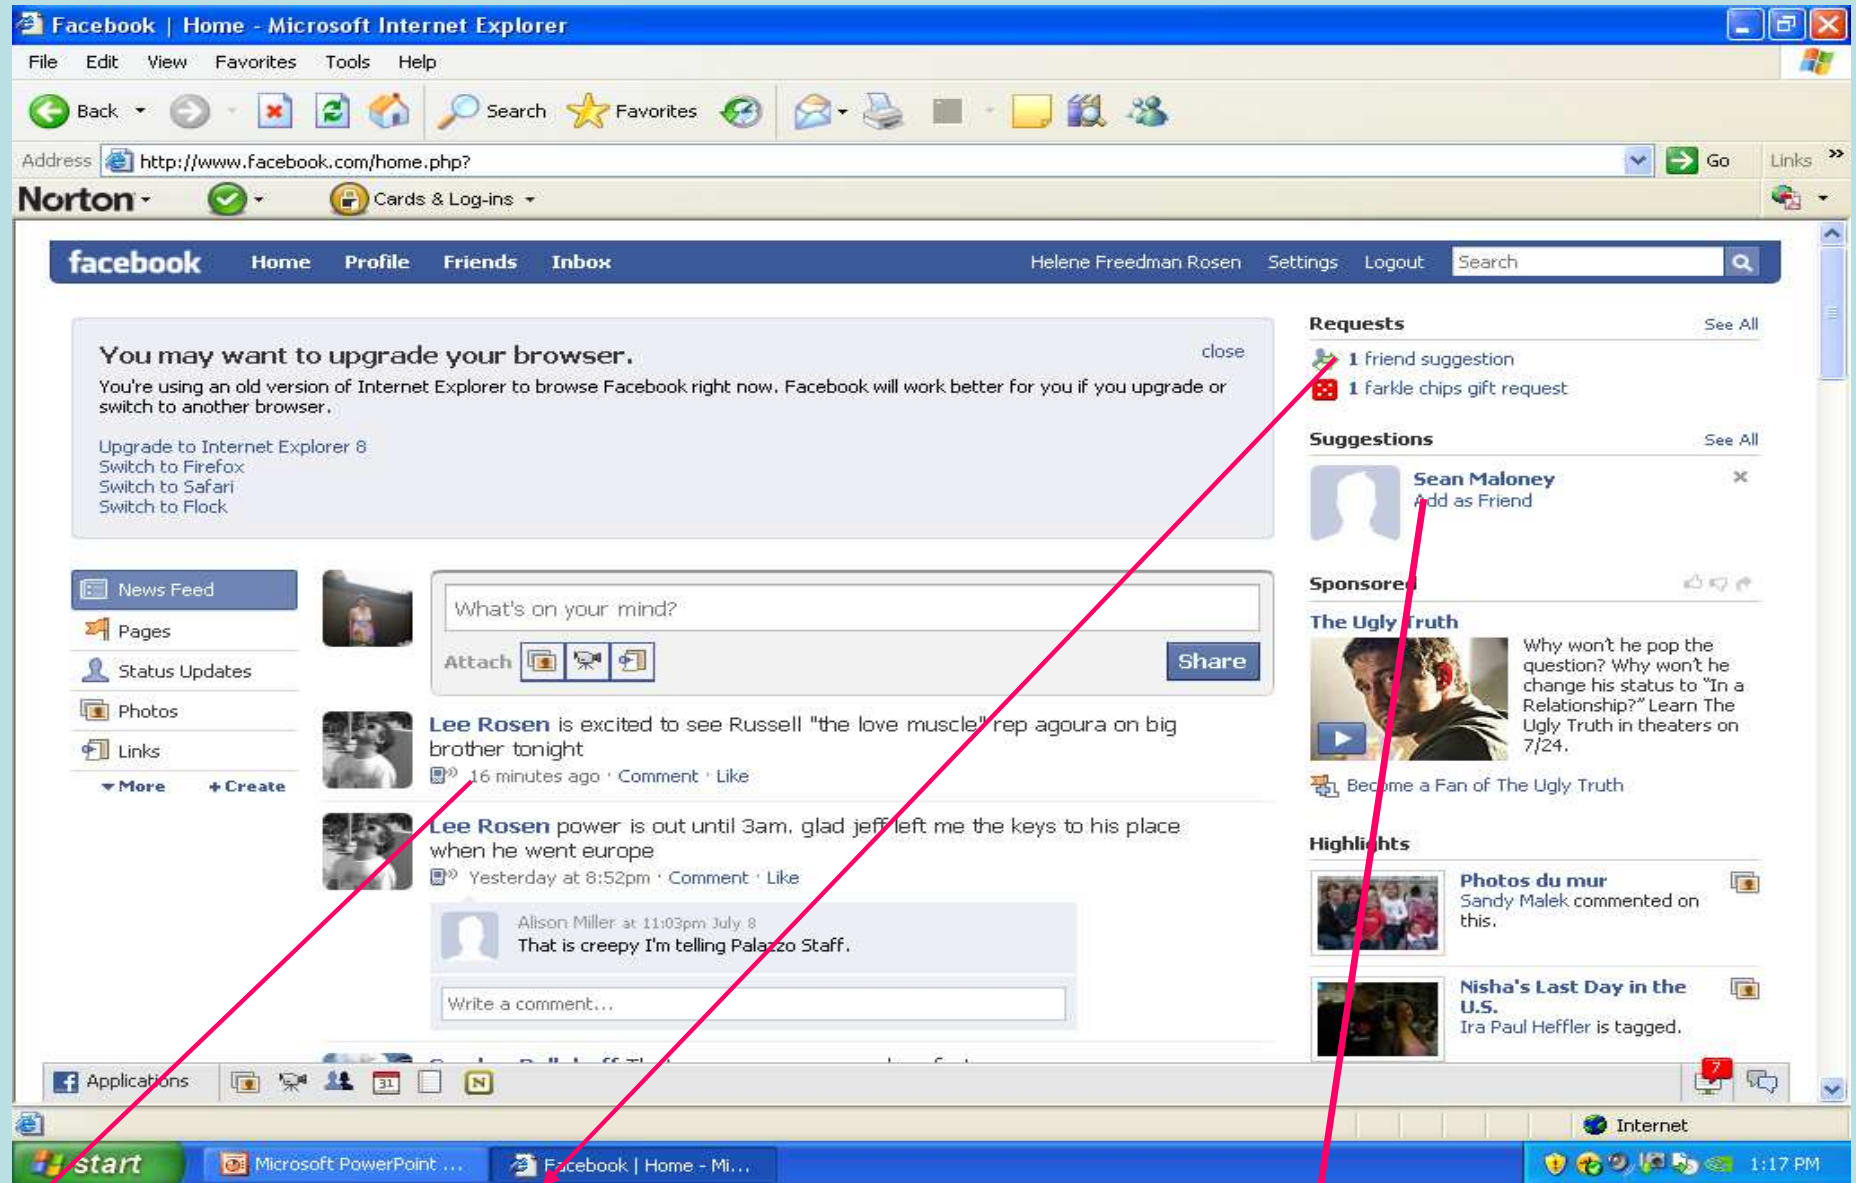 Facebook | Home - Microsoft Internet Explorer
File Edit View Favorites Tools Help
Back Search Favorites
Address http://www.facebook.com/home.php? Go Links »
Norton Cards & Log-ins
facebook Home Profile Friends Inbox Helene Freedman Rosen Settings Logout Search
You may want to upgrade your browser. close
You're using an old version of Internet Explorer to browse Facebook right now. Facebook will work better for you if you upgrade or
switch to another browser.
Upgrade to Internet Explorer 8
Switch to Firefox
Switch to Safari
Switch to Flock
Requests See All
1 friend suggestion
1 farkle chips gift request
Suggestions See All
Sean Maloney
Add as Friend
News Feed
Pages
Status Updates
Photos
Links
More + Create
What's on your mind?
Attach Share
Lee Rosen is excited to see Russell "the love muscle" rep agoura on big
brother tonight
16 minutes ago · Comment · Like
Lee Rosen power is out until 3am. glad jeff left me the keys to his place
when he went europe
Yesterday at 8:52pm · Comment · Like
Alison Miller at 11:03pm July 8
That is creepy I'm telling Palazzo Staff.
Write a comment...
Sponsored
The Ugly Truth
Why won't he pop the
question? Why won't he
change his status to "In a
Relationship?" Learn The
Ugly Truth in theaters on
7/24.
Become a Fan of The Ugly Truth
Highlights
Photos du mur
Sandy Malek commented on
this.
Nisha's Last Day in the
U.S.
Ira Paul Heffler is tagged.
Applications 31 N 7
Internet
start Microsoft PowerPoint ... Facebook | Home - Mi... 1:17 PM